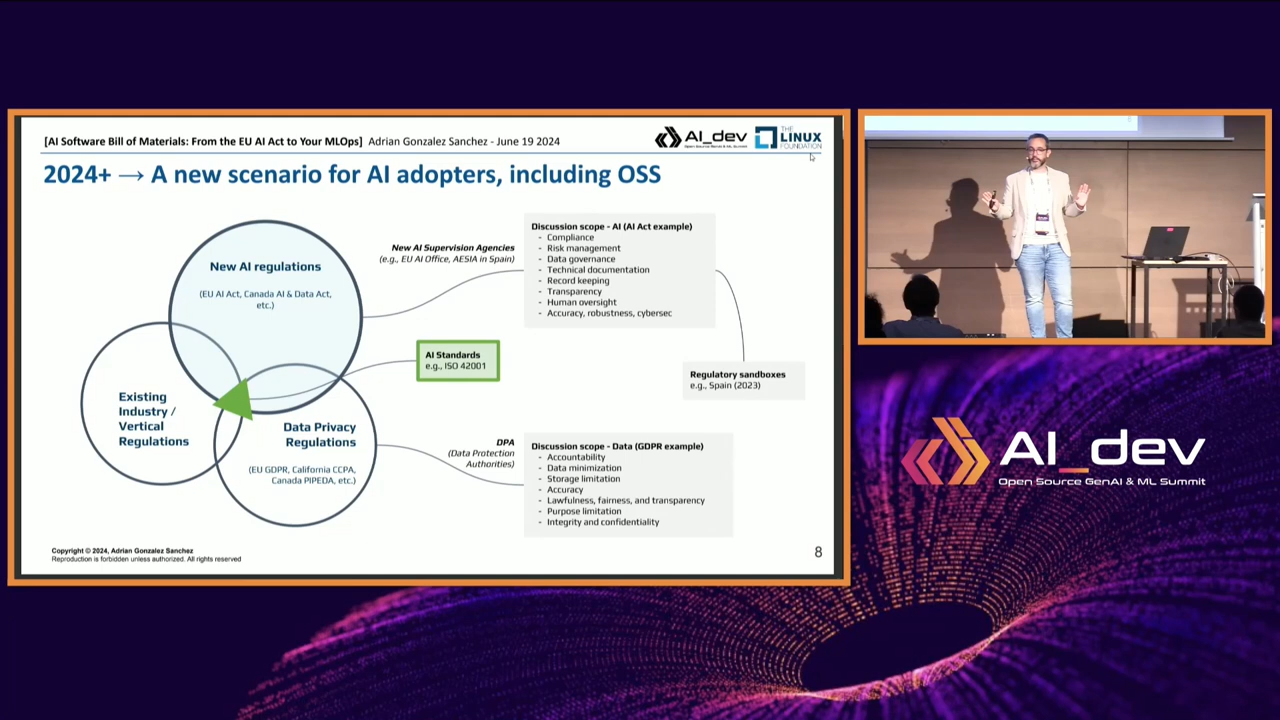 [AI Software Bill of Materials: From the EU AI Act to Your MLOps] Adrian Gonzalez Sanchez - June 19 2024
AI_dev
Open Source GenAI & ML Summit
THE
LINUX
FOUNDATION
2024+ → A new scenario for AI adopters, including OSS
New AI regulations
(EU AI Act, Canada AI & Data Act,
etc.)
Existing
Industry /
Vertical
Regulations
Data Privacy
Regulations
(EU GDPR, California CCPA,
Canada PIPEDA, etc.)
New AI Supervision Agencies
(e.g., EU AI Office, AESIA in Spain)
Discussion scope - AI (AI Act example)
- Compliance
- Risk management
- Data governance
- Technical documentation
- Record keeping
- Transparency
- Human oversight
- Accuracy, robustness, cybersec
AI Standards
e.g., ISO 42001
Regulatory sandboxes
e.g., Spain (2023)
DPA
(Data Protection
Authorities)
Discussion scope - Data (GDPR example)
- Accountability
- Data minimization
- Storage limitation
- Accuracy
- Lawfulness, fairness, and transparency
- Purpose limitation
- Integrity and confidentiality
Copyright © 2024, Adrian Gonzalez Sanchez
Reproduction is forbidden unless authorized. All rights reserved
8
AI_dev
Open Source GenAI & ML Summit